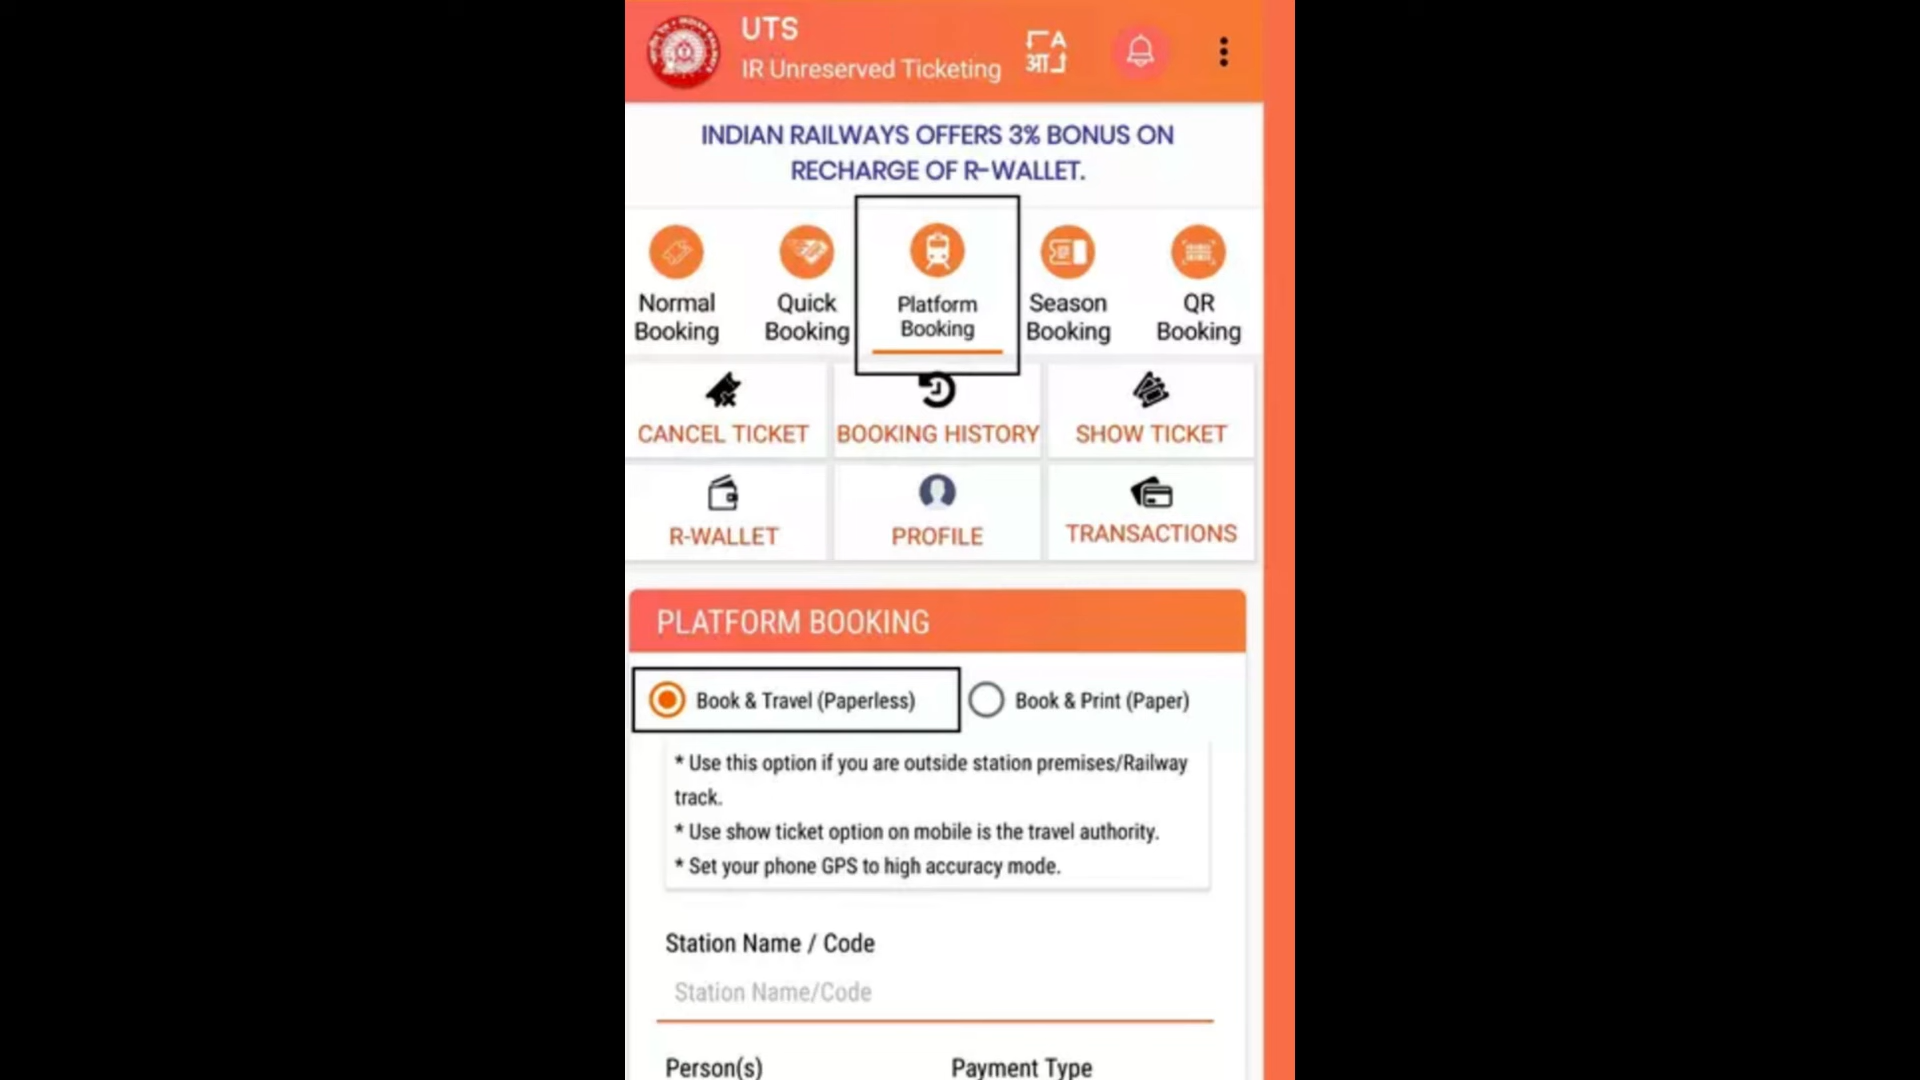 UTS
IR Unreserved Ticketing
A
आ
INDIAN RAILWAYS OFFERS 3% BONUS ON
RECHARGE OF R-WALLET.
Normal
Booking
Quick
Booking
Platform
Booking
Season
Booking
QR
Booking
CANCEL TICKET
BOOKING HISTORY
SHOW TICKET
R-WALLET
PROFILE
TRANSACTIONS
PLATFORM BOOKING
Book & Travel (Paperless)
Book & Print (Paper)
* Use this option if you are outside station premises/Railway
track.
* Use show ticket option on mobile is the travel authority.
* Set your phone GPS to high accuracy mode.
Station Name / Code
Station Name/Code
Person(s)
Payment Type